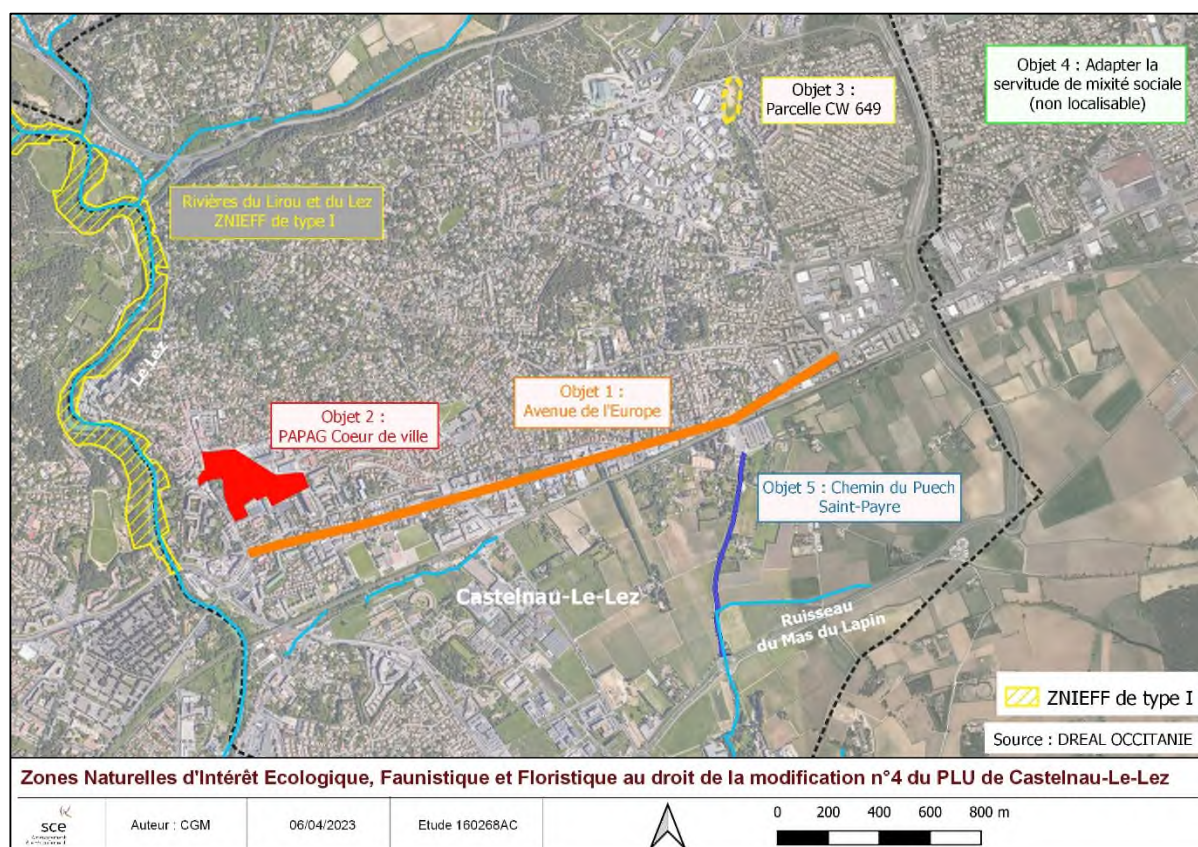 Objet 4 : Adapter la
servitude de mixité sociale
(non localisable)
Objet 3 :
Parcelle CW 649
Rivières du Lirou et du Lez
ZNIEFF de type I
Le Lez
Objet 2 :
PAPAG Coeur de ville
Objet 1 :
Avenue de l'Europe
Objet 5 : Chemin du Puech
Saint-Payre
Castelnau-Le-Lez
Ruisseau
du Mas du Lapin
ZNIEFF de type I
Source : DREAL OCCITANIE
Zones Naturelles d'Intérêt Ecologique, Faunistique et Floristique au droit de la modification n°4 du PLU de Castelnau-Le-Lez
sce
Auteur : CGM
06/04/2023
Etude 160268AC
0 200 400 600 800 m